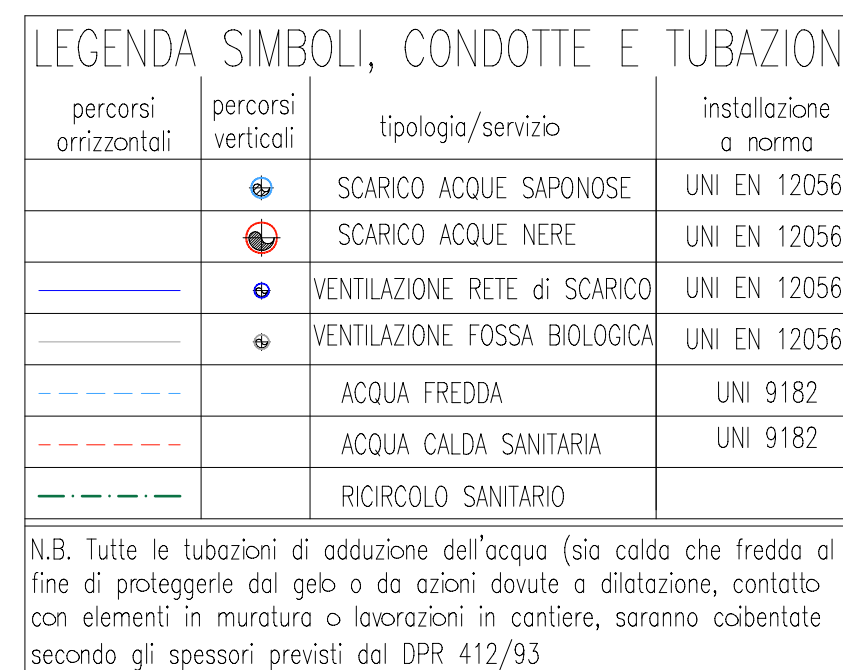 LEGENDA SIMBOLI, CONDOTTE E TUBAZION
percorsi orrizzontali
percorsi verticali
tipologia/servizio
installazione a norma
SCARICO ACQUE SAPONOSE UNI EN 12056
SCARICO ACQUE NERE UNI EN 12056
VENTILAZIONE RETE di SCARICO UNI EN 12056
VENTILAZIONE FOSSA BIOLOGICA UNI EN 12056
ACQUA FREDDA UNI 9182
ACQUA CALDA SANITARIA UNI 9182
RICIRCOLO SANITARIO
N.B. Tutte le tubazioni di adduzione dell'acqua (sia calda che fredda al
fine di proteggerle dal gelo o da azioni dovute a dilatazione, contatto
con elementi in muratura o lavorazioni in cantiere, saranno coibentate
secondo gli spessori previsti dal DPR 412/93